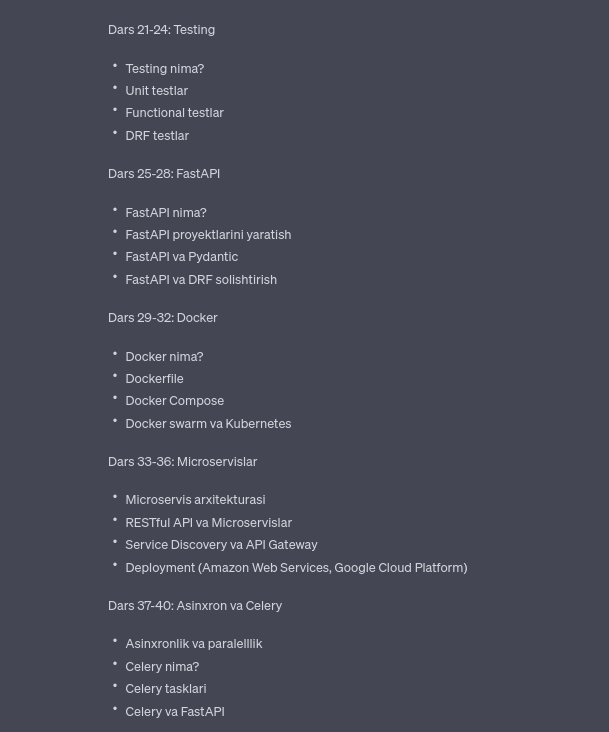 Dars 21-24: Testing
• Testing nima?
• Unit testlar
• Functional testlar
• DRF testlar
Dars 25-28: FastAPI
• FastAPI nima?
• FastAPI proyektlarini yaratish
• FastAPI va Pydantic
• FastAPI va DRF solishtirish
Dars 29-32: Docker
• Docker nima?
• Dockerfile
• Docker Compose
• Docker swarm va Kubernetes
Dars 33-36: Microservislar
• Microservis arxitekturasi
• RESTful API va Microservislar
• Service Discovery va API Gateway
• Deployment (Amazon Web Services, Google Cloud Platform)
Dars 37-40: Asinxron va Celery
• Asinxronlik va paralelllik
• Celery nima?
• Celery tasklari
• Celery va FastAPI